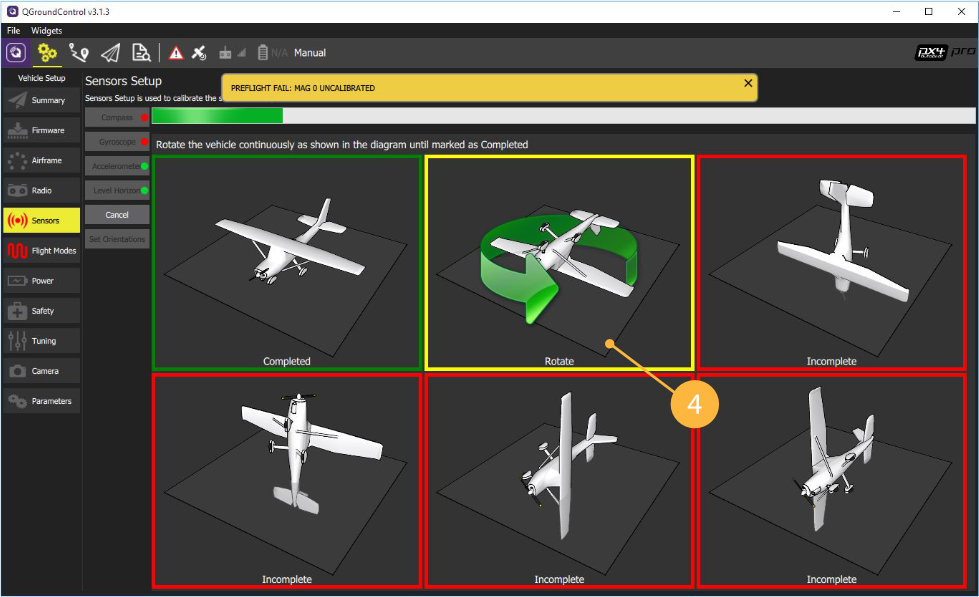 QGroundControl v3.1.3
File Widgets
N/A Manual
PX4 pro
Vehicle Setup
Summary
Firmware
Airframe
Radio
Sensors
Flight Modes
Power
Safety
Tuning
Camera
Parameters
Sensors Setup
Sensors Setup is used to calibrate the s
PREFLIGHT FAIL: MAG 0 UNCALIBRATED
Compass
Gyroscope
Accelerometer
Level Horizon
Cancel
Set Orientations
Rotate the vehicle continuously as shown in the diagram until marked as Completed
Completed
Rotate
Incomplete
4
Incomplete
Incomplete
Incomplete